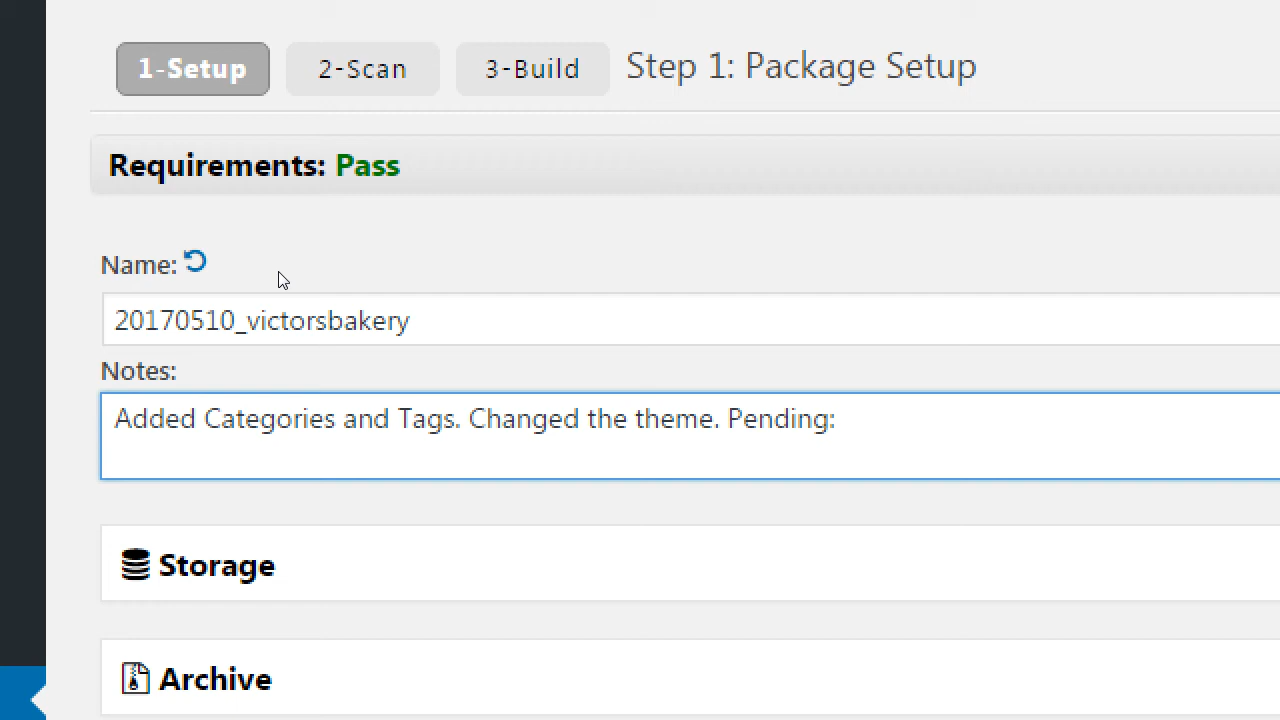 1-Setup 2-Scan 3-Build Step 1: Package Setup
Requirements: Pass
Name:
20170510_victorsbakery
Notes:
Added Categories and Tags. Changed the theme. Pending:
Storage
Archive